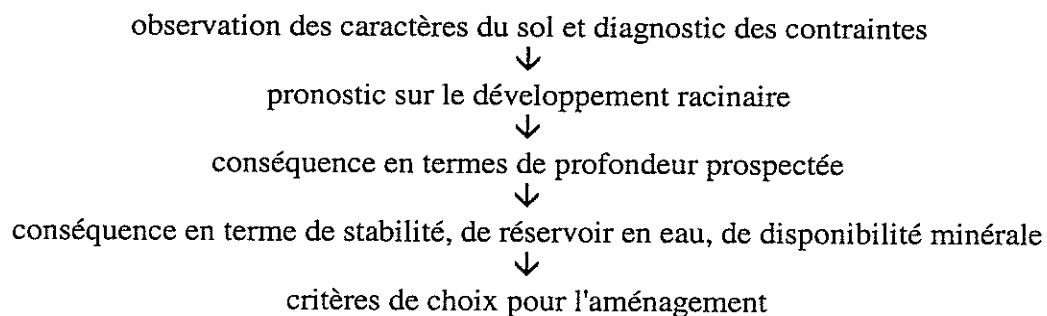 observation des caractères du sol et diagnostic des contraintes
↓
pronostic sur le développement racinaire
↓
conséquence en termes de profondeur prospectée
↓
conséquence en terme de stabilité, de réservoir en eau, de disponibilité minérale
↓
critères de choix pour l'aménagement